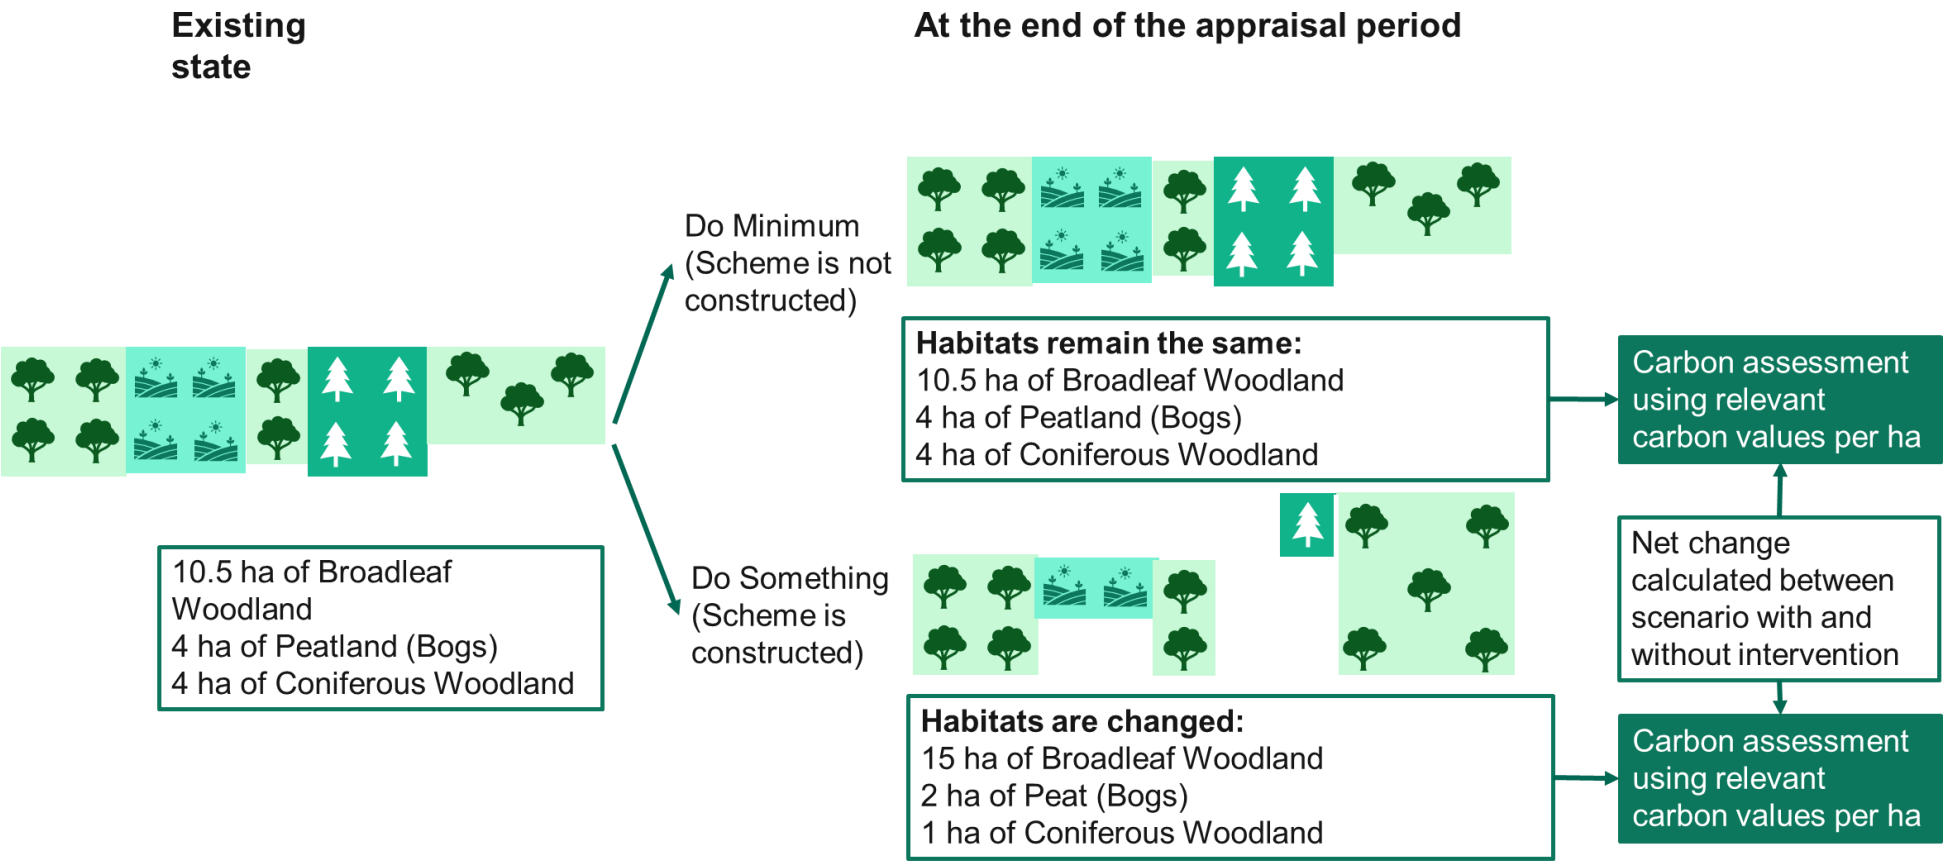 Existing
state
At the end of the appraisal period
Do Minimum
(Scheme is not
constructed)
Habitats remain the same:
10.5 ha of Broadleaf Woodland
4 ha of Peatland (Bogs)
4 ha of Coniferous Woodland
Carbon assessment
using relevant
carbon values per ha
10.5 ha of Broadleaf
Woodland
4 ha of Peatland (Bogs)
4 ha of Coniferous Woodland
Do Something
(Scheme is
constructed)
Net change
calculated between
scenario with and
without intervention
Habitats are changed:
15 ha of Broadleaf Woodland
2 ha of Peat (Bogs)
1 ha of Coniferous Woodland
Carbon assessment
using relevant
carbon values per ha